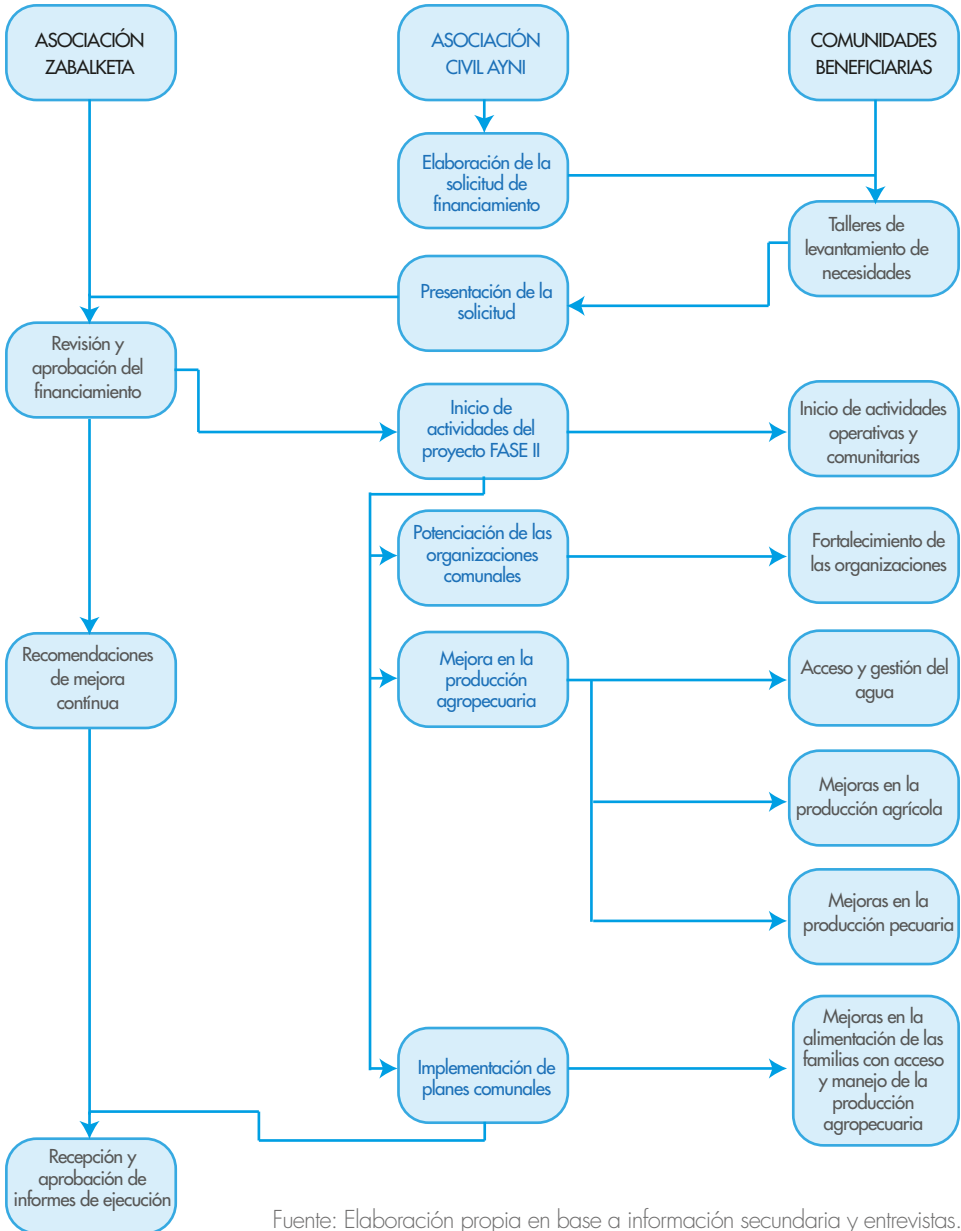 ASOCIACIÓN
ZABALKETA
ASOCIACIÓN
CIVIL AYNI
COMUNIDADES
BENEFICIARIAS
Elaboración de la
solicitud de
financiamiento
Talleres de
levantamiento de
necesidades
Presentación de la
solicitud
Revisión y
aprobación del
financiamiento
Inicio de
actividades del
proyecto FASE II
Inicio de actividades
operativas y
comunitarias
Potenciación de las
organizaciones
comunales
Fortalecimiento de
las organizaciones
Recomendaciones
de mejora
contínua
Mejora en la
producción
agropecuaria
Acceso y gestión del
agua
Mejoras en la
producción agrícola
Mejoras en la
producción pecuaria
Implementación de
planes comunales
Mejoras en la
alimentación de las
familias con acceso
y manejo de la
producción
agropecuaria
Recepción y
aprobación de
informes de ejecución
Fuente: Elaboración propia en base a información secundaria y entrevistas.